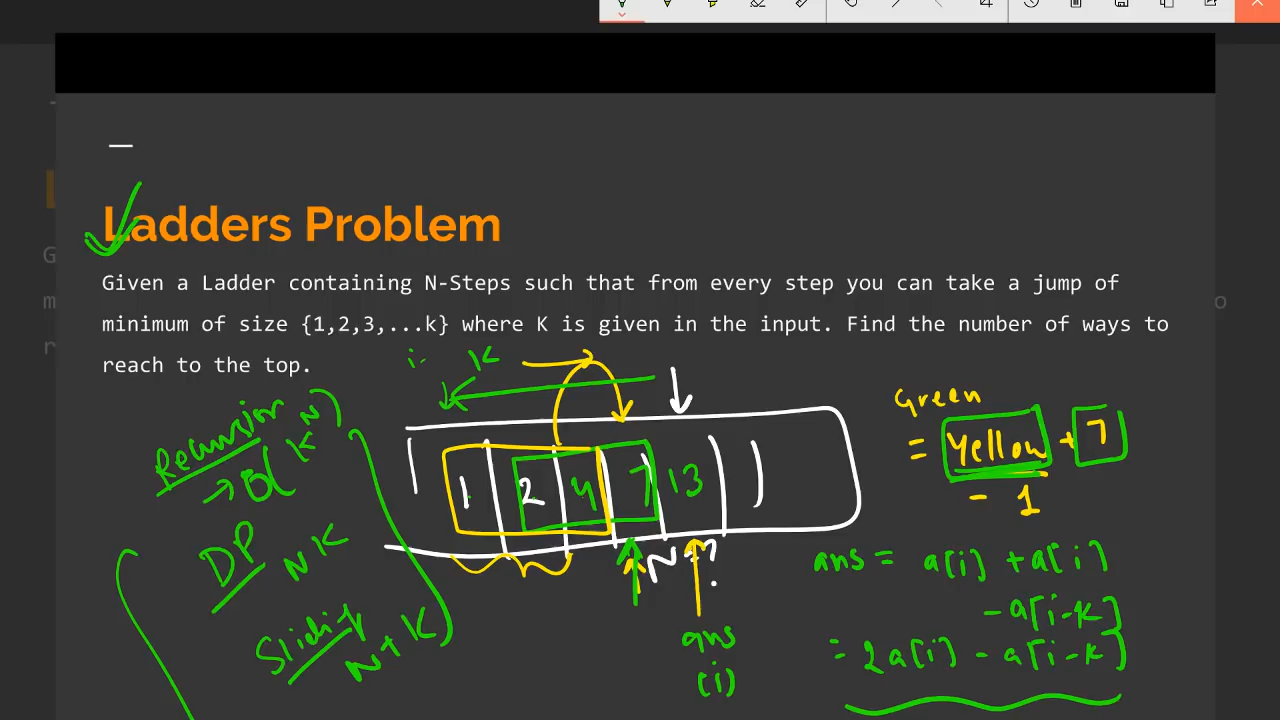 Ladders Problem
Given a Ladder containing N-Steps such that from every step you can take a jump of
minimum of size {1,2,3,...k} where K is given in the input. Find the number of ways to
reach to the top.
i- K
Recursion
→ O(K^N)
DP NK
Sliding
N+K
1 2 4 7 13
N=?
ans
(i)
Green
= Yellow + 7
- 1
ans = a[i] + a[i]
- a[i-k]
= 2a[i] - a[i-k]